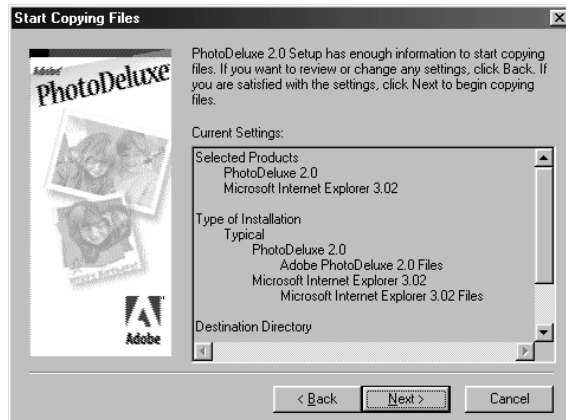 Start Copying Files
Adobe
PhotoDeluxe
Adobe
PhotoDeluxe 2.0 Setup has enough information to start copying
files. If you want to review or change any settings, click Back. If
you are satisfied with the settings, click Next to begin copying
files.
Current Settings:
Selected Products
PhotoDeluxe 2.0
Microsoft Internet Explorer 3.02
Type of Installation
Typical
PhotoDeluxe 2.0
Adobe PhotoDeluxe 2.0 Files
Microsoft Internet Explorer 3.02
Microsoft Internet Explorer 3.02 Files
Destination Directory
< Back
Next >
Cancel